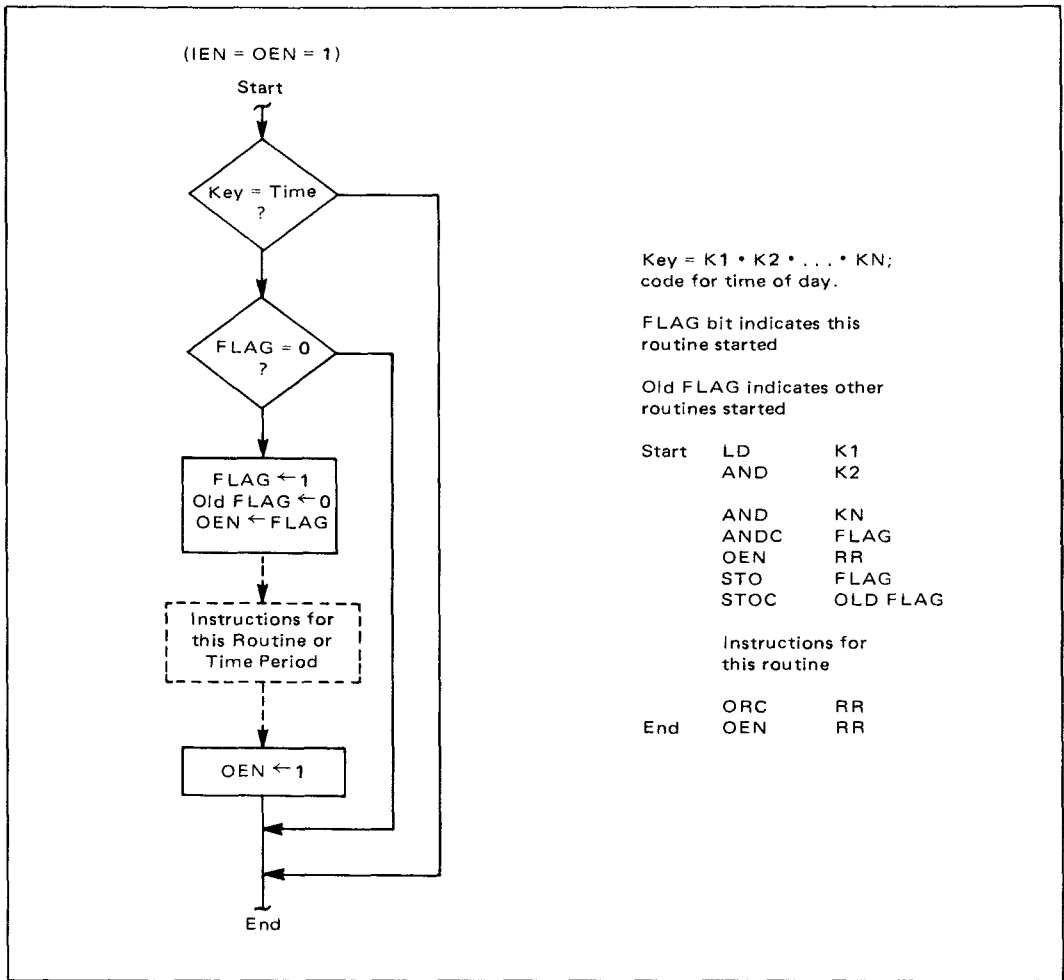 (IEN = OEN = 1)
Start
Key = Time
?
FLAG = 0
?
FLAG ← 1
Old FLAG ← 0
OEN ← FLAG
Instructions for
this Routine or
Time Period
OEN ← 1
End
Key = K1 • K2 • . . . • KN;
code for time of day.
FLAG bit indicates this
routine started
Old FLAG indicates other
routines started
Start LD K1
AND K2
AND KN
ANDC FLAG
OEN RR
STO FLAG
STOC OLD FLAG
Instructions for
this routine
ORC RR
End OEN RR